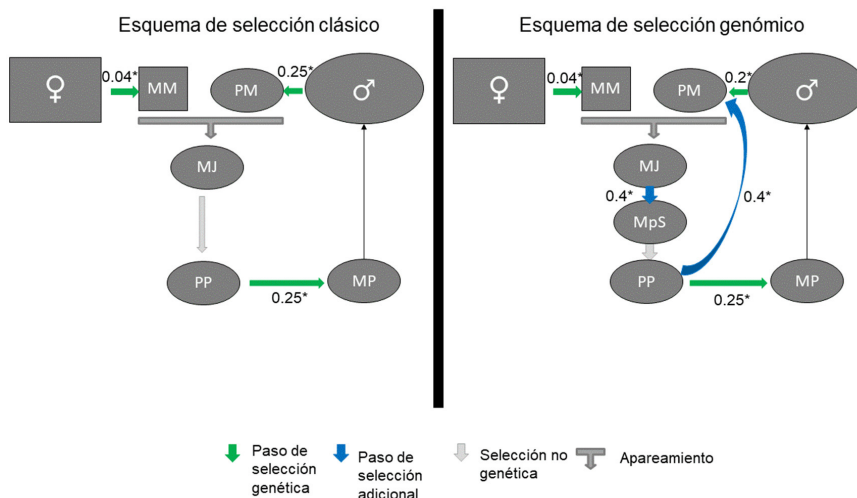 Esquema de selección clásico
♀
0.04*
MM
PM
0.25*
♂
MJ
PP
0.25*
MP
Esquema de selección genómico
♀
0.04*
MM
PM
0.2*
♂
MJ
0.4*
MpS
0.4*
PP
0.25*
MP
Paso de
selección
genética
Paso de
selección
adicional
Selección no
genética
Apareamiento